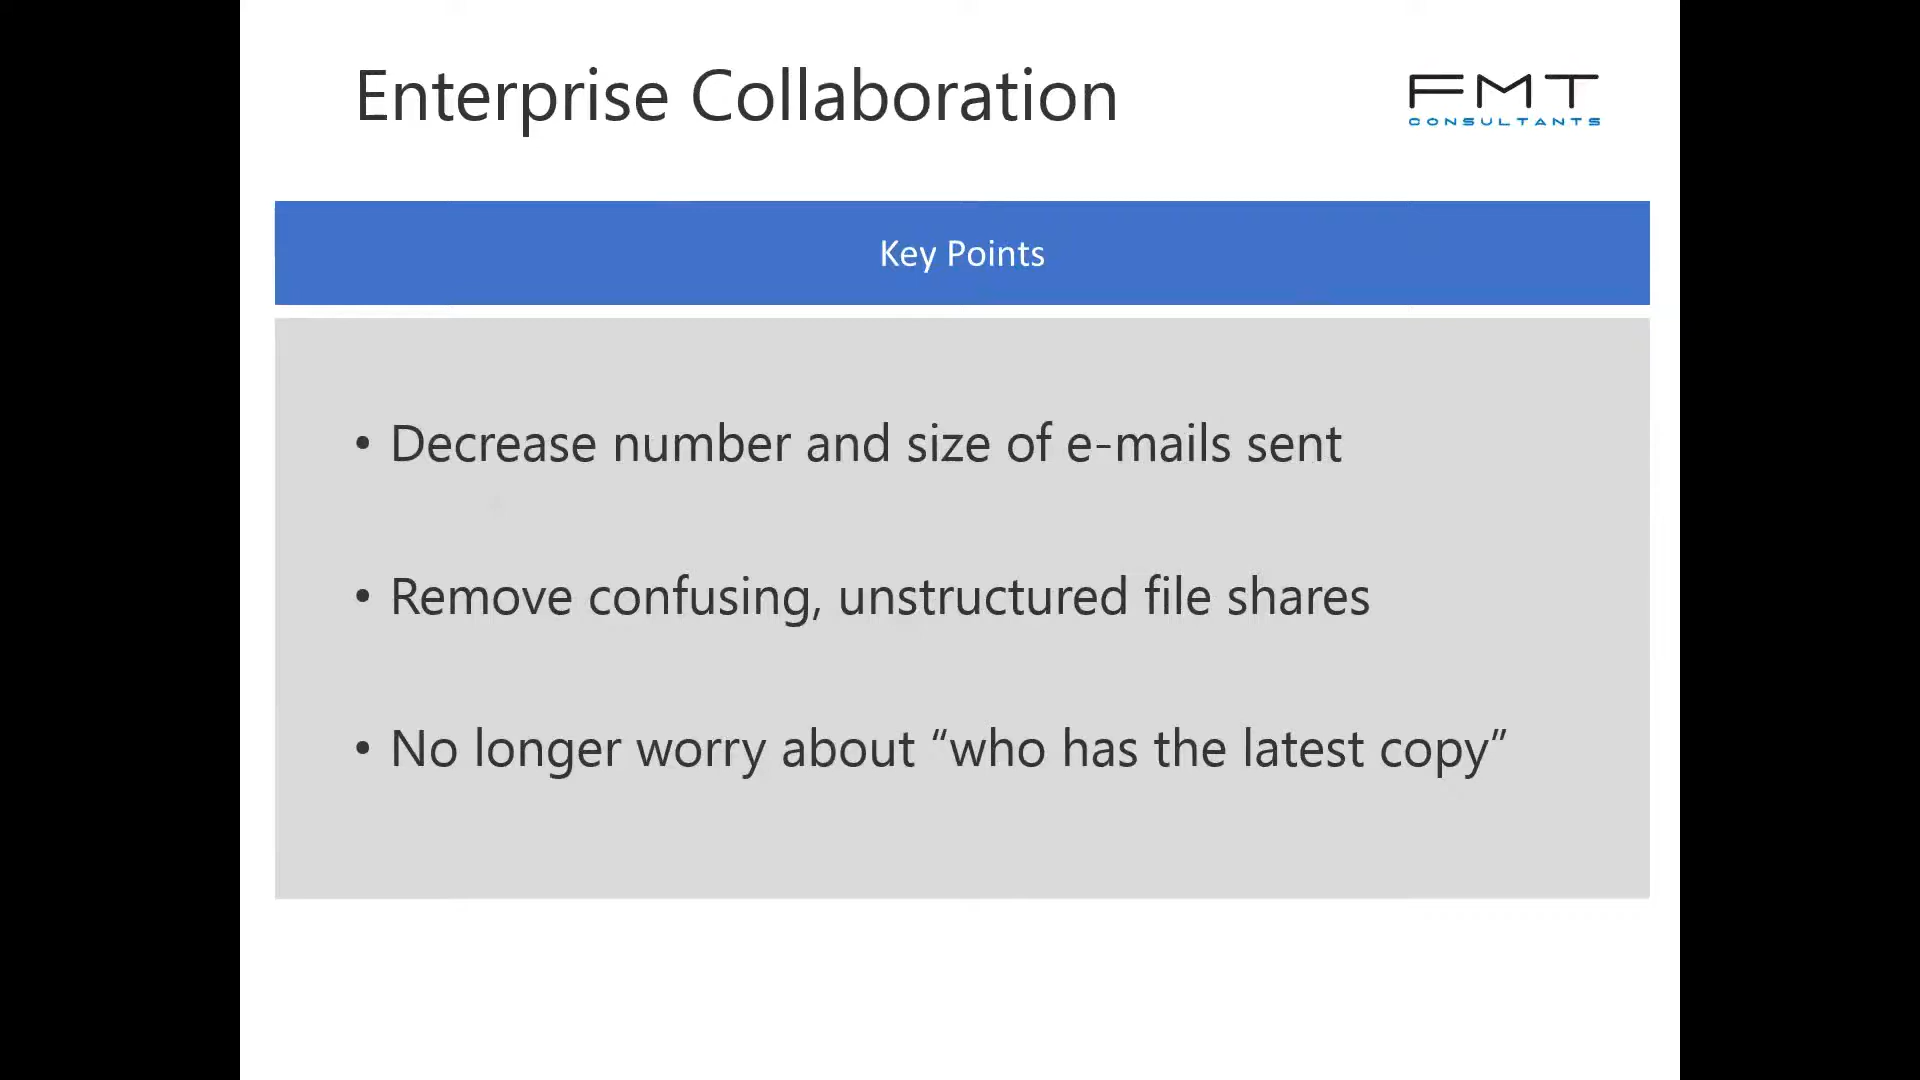 Enterprise Collaboration
FMT
CONSULTANTS
Key Points
• Decrease number and size of e-mails sent
• Remove confusing, unstructured file shares
• No longer worry about “who has the latest copy”